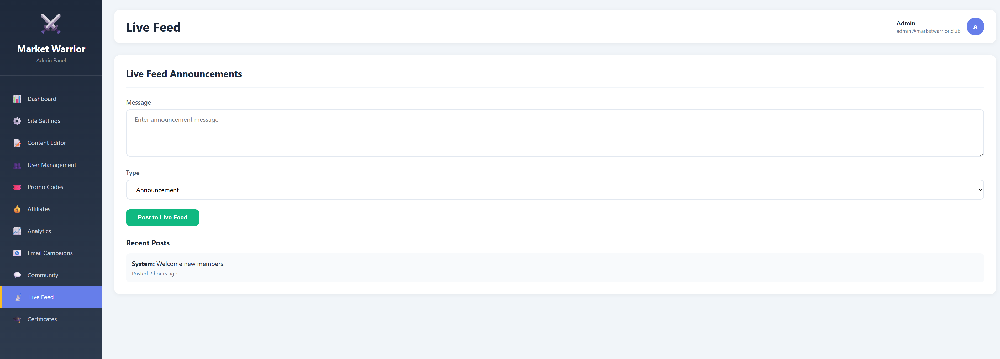 Market Warrior
Admin Panel
Dashboard
Site Settings
Content Editor
User Management
Promo Codes
Affiliates
Analytics
Email Campaigns
Community
Live Feed
Certificates
Live Feed
Admin
admin@marketwarrior.club
A
Live Feed Announcements
Message
Enter announcement message
Type
Announcement
Post to Live Feed
Recent Posts
System: Welcome new members!
Posted 2 hours ago